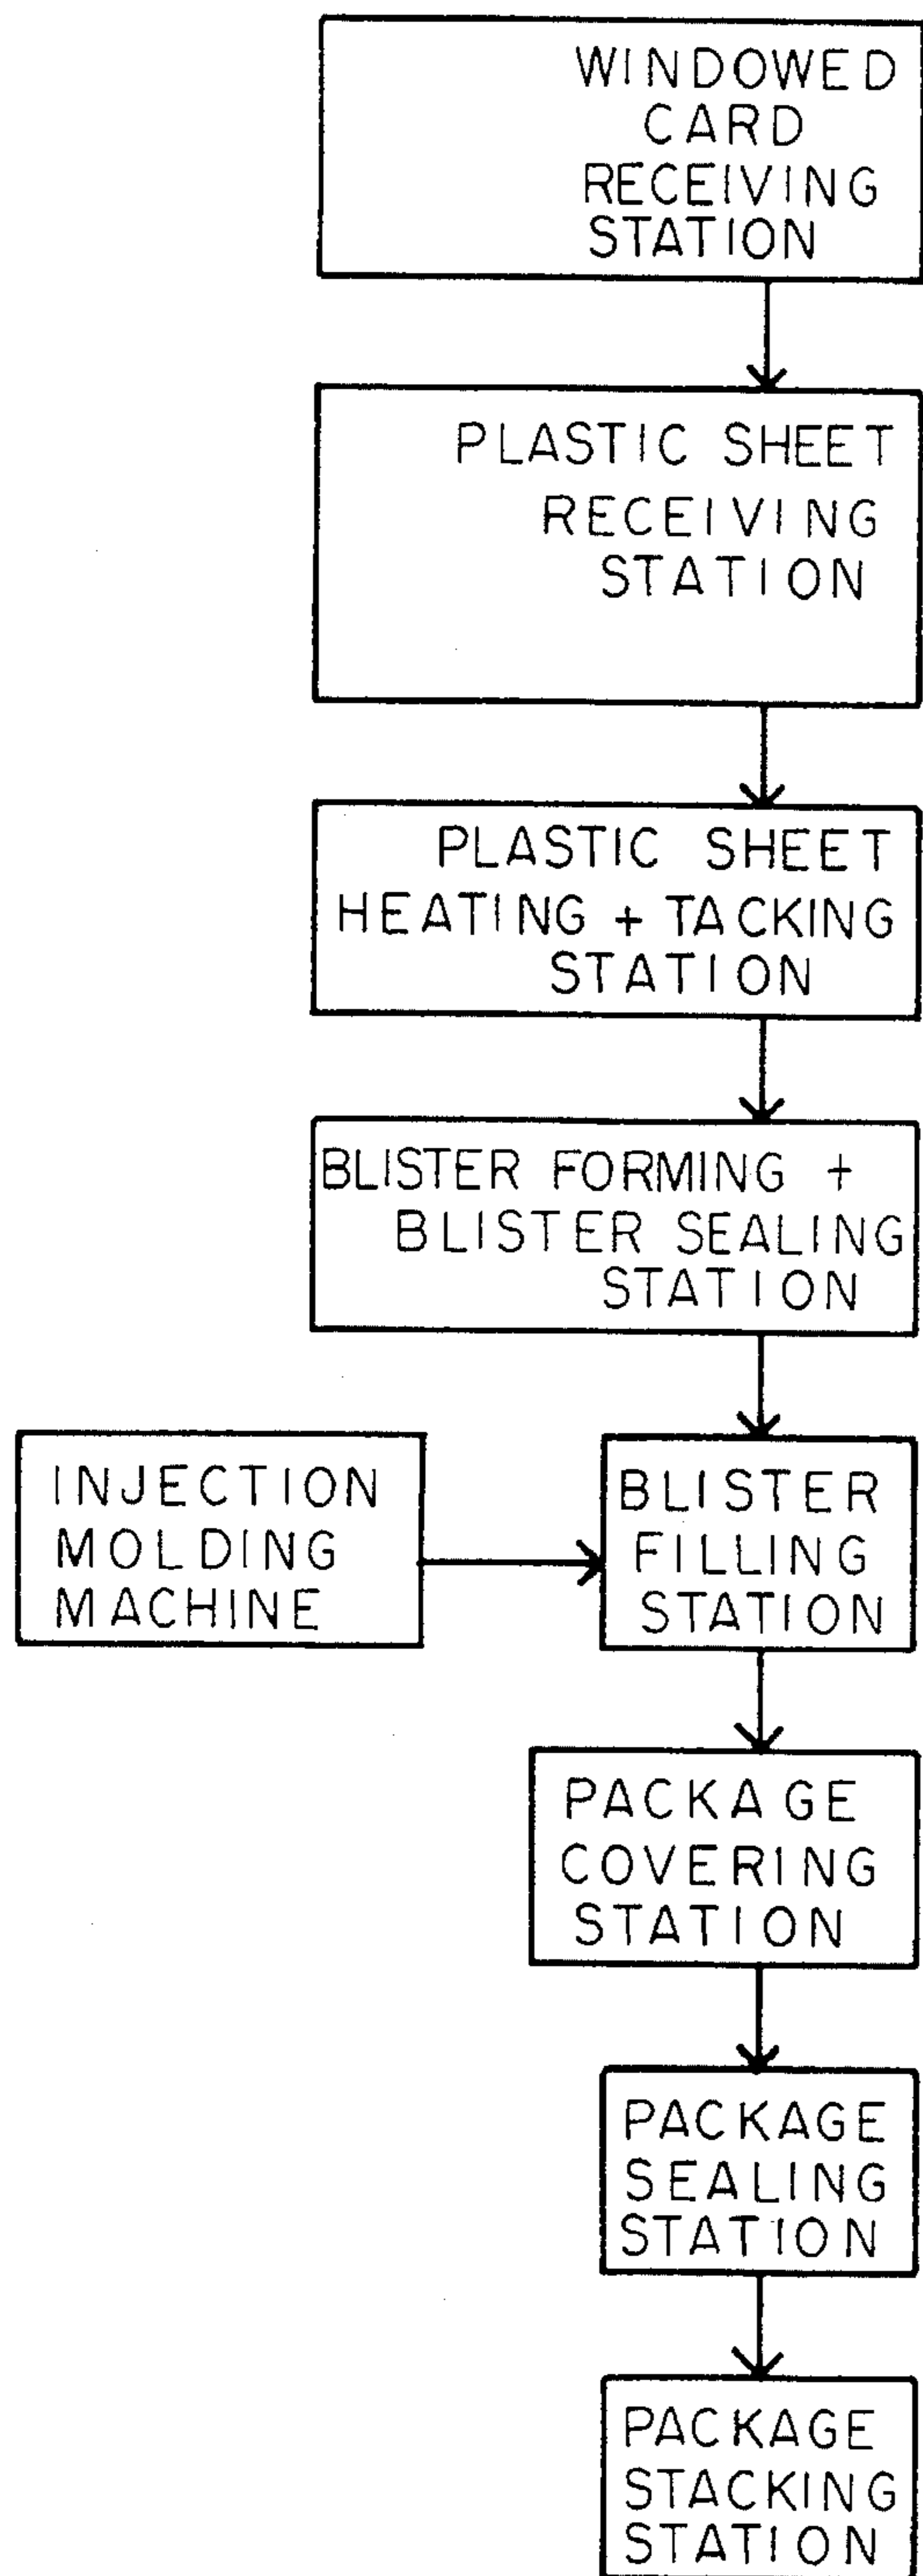 WINDOWED
CARD
RECEIVING
STATION
PLASTIC SHEET
RECEIVING
STATION
PLASTIC SHEET
HEATING + TACKING
STATION
BLISTER FORMING +
BLISTER SEALING
STATION
INJECTION
MOLDING
MACHINE
BLISTER
FILLING
STATION
PACKAGE
COVERING
STATION
PACKAGE
SEALING
STATION
PACKAGE
STACKING
STATION